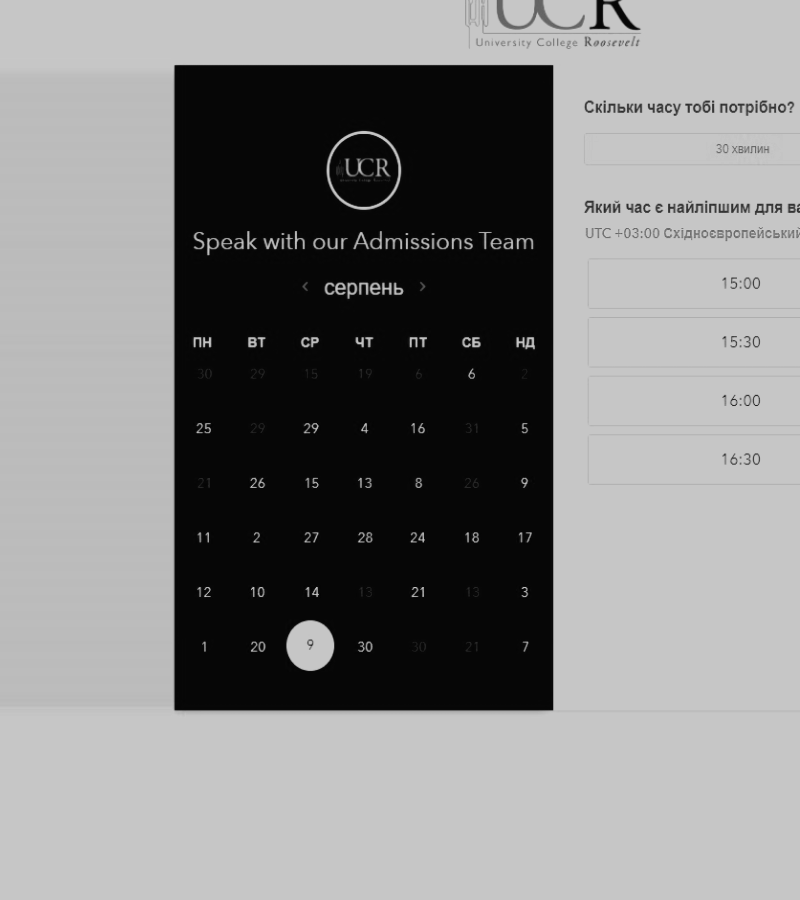 UCR
University College Roosevelt
UCR
Speak with our Admissions Team
серпень
ПН ВТ СР ЧТ ПТ СБ НД
30 29 15 19 6 6 2
25 29 29 4 16 31 5
21 26 15 13 8 26 9
11 2 27 28 24 18 17
12 10 14 13 21 13 3
1 20 9 30 30 21 7
Скільки часу тобі потрібно?
30 хвилин
Який час є найліпшим для
UTC +03:00 Східноєвропейський
15:00
15:30
16:00
16:30